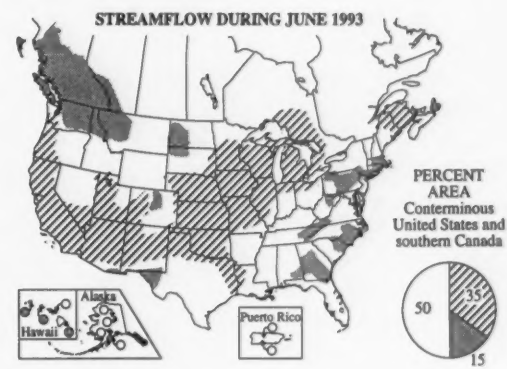 STREAMFLOW DURING JUNE 1993
PERCENT
AREA
Conterminous
United States and
southern Canada
50
35
15
Alaska
Hawaii
Puerto Rico